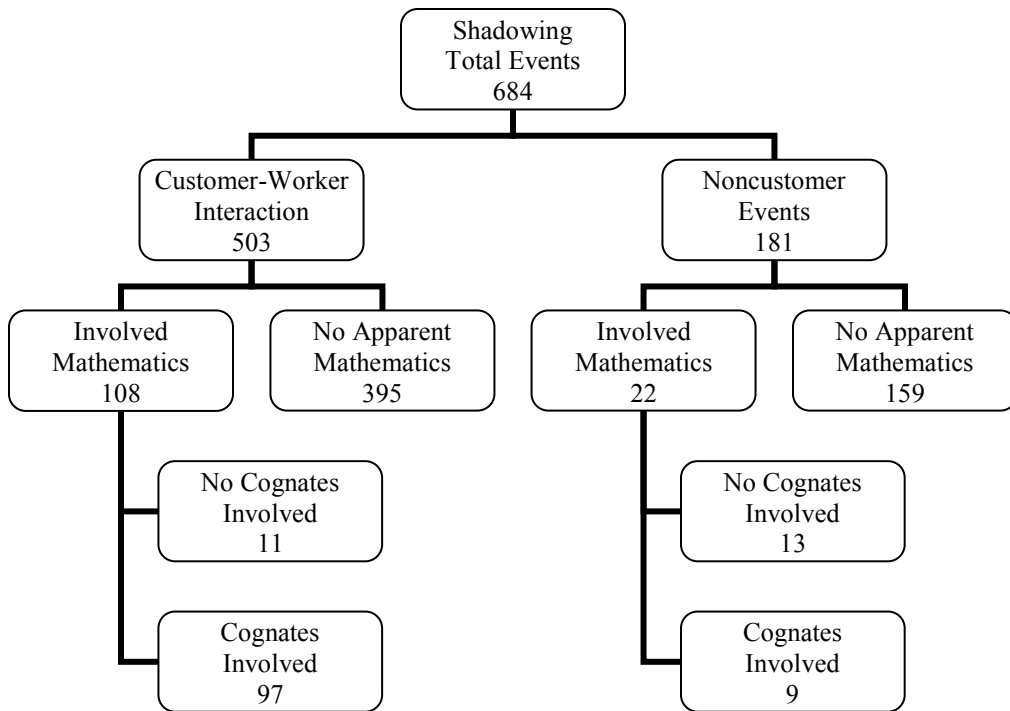 Shadowing
Total Events
684
Customer-Worker
Interaction
503
Noncustomer
Events
181
Involved
Mathematics
108
No Apparent
Mathematics
395
Involved
Mathematics
22
No Apparent
Mathematics
159
No Cognates
Involved
11
No Cognates
Involved
13
Cognates
Involved
97
Cognates
Involved
9